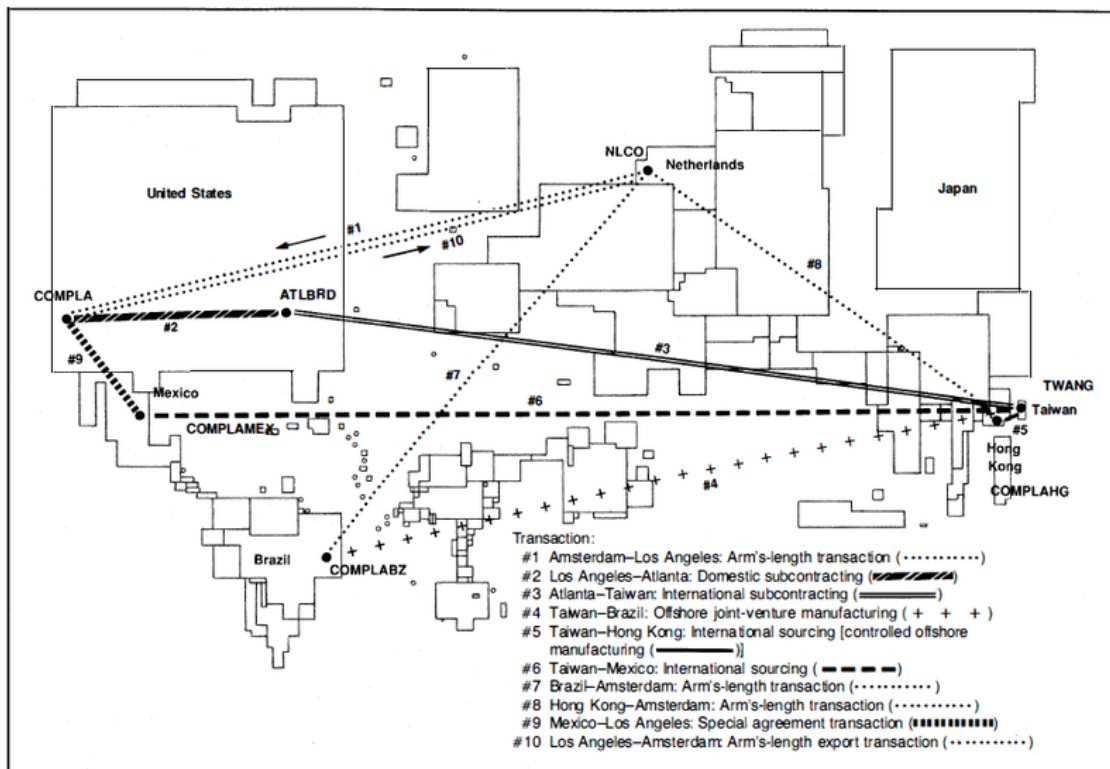 NLCO
Netherlands
United States
Japan
#1
#10
#8
COMPLA
ATLBRD
#2
#3
#9
#7
Mexico
TWANG
#6
Taiwan
COMPLAMEX
#5
Hong
Kong
#4
COMPLAHG
Brazil
COMPLABZ
Transaction:
#1 Amsterdam–Los Angeles: Arm's-length transaction (...........)
#2 Los Angeles–Atlanta: Domestic subcontracting ( )
#3 Atlanta–Taiwan: International subcontracting ( )
#4 Taiwan–Brazil: Offshore joint-venture manufacturing ( + + + )
#5 Taiwan–Hong Kong: International sourcing [controlled offshore
manufacturing ( )]
#6 Taiwan–Mexico: International sourcing ( )
#7 Brazil–Amsterdam: Arm's-length transaction (...........)
#8 Hong Kong–Amsterdam: Arm's-length transaction (...........)
#9 Mexico–Los Angeles: Special agreement transaction ( )
#10 Los Angeles–Amsterdam: Arm's-length export transaction (...........)